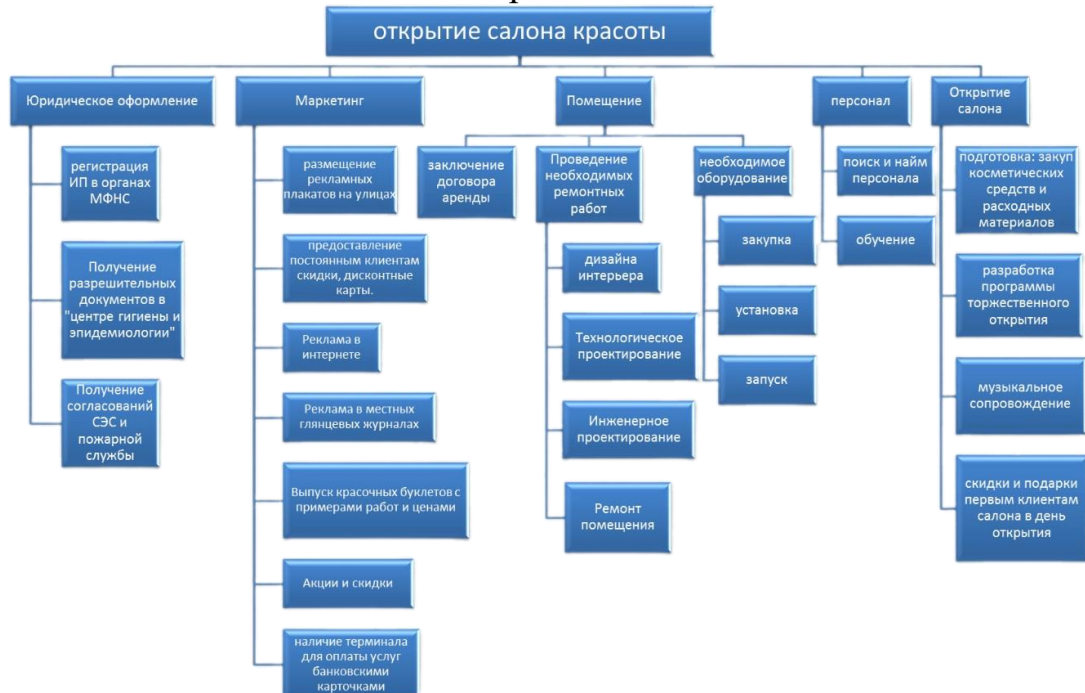 открытие салона красоты
Юридическое оформление
регистрация
ИП в органах
МФНС
Получение
разрешительных
документов в
"центре гигиены и
эпидемиологии"
Получение
согласований
СЭС и
пожарной
службы
Маркетинг
размещение
рекламных
плакатов на улицах
предоставление
постоянным клиентам
скидки, дисконтные
карты.
Реклама в
интернете
Реклама в местных
глянцевых журналах
Выпуск красочных буклетов с
примерами работ и ценами
Акции и скидки
наличие терминала
для оплаты услуг
банковскими
карточками
Помещение
заключение
договора
аренды
Проведение
необходимых
ремонтных
работ
дизайна
интерьера
Технологическое
проектирование
Инженерное
проектирование
Ремонт
помещения
необходимое
оборудование
закупка
установка
запуск
персонал
поиск и найм
персонала
обучение
Открытие
салона
подготовка: закуп
косметических
средств и
расходных
материалов
разработка
программы
торжественного
открытия
музыкальное
сопровождение
скидки и подарки
первым клиентам
салона в день
открытия